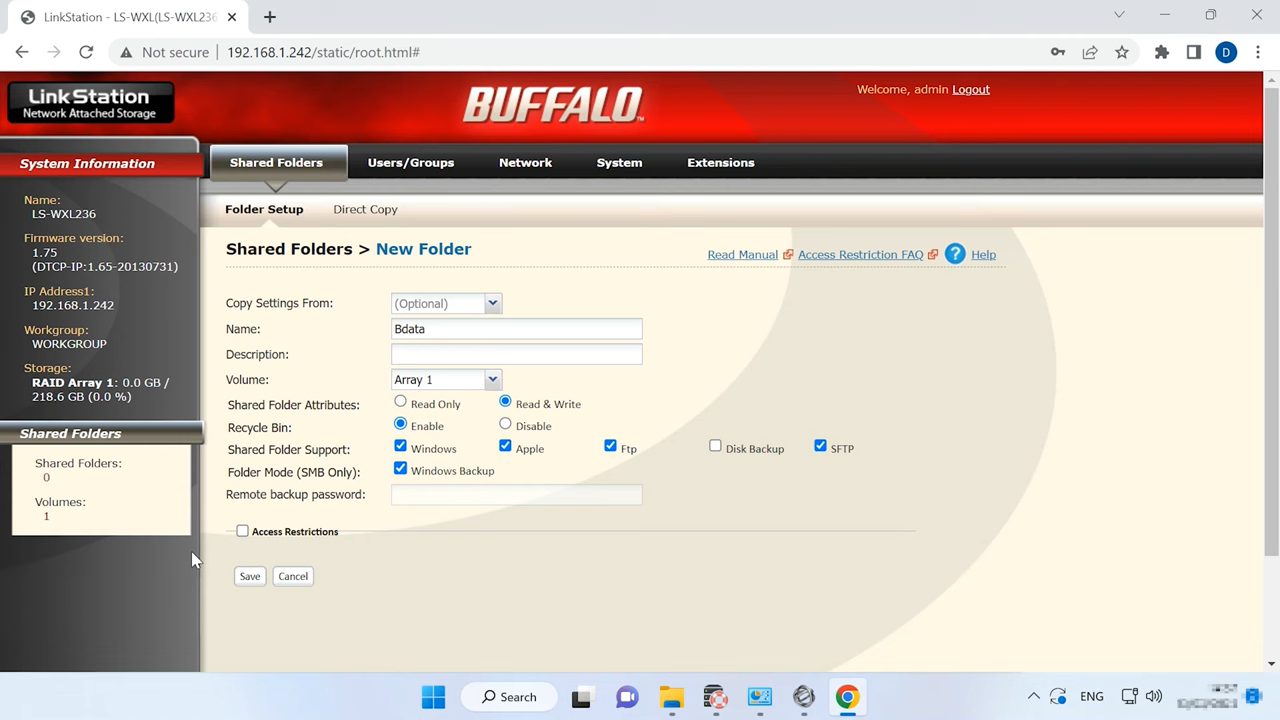 LinkStation - LS-WXL(LS-WXL236
Not secure 192.168.1.242/static/root.html#
D
LinkStation
Network Attached Storage
BUFFALO
Welcome, admin Logout
System Information
Shared Folders Users/Groups Network System Extensions
Folder Setup Direct Copy
Name:
LS-WXL236
Firmware version:
1.75
(DTCP-IP:1.65-20130731)
IP Address1:
192.168.1.242
Workgroup:
WORKGROUP
Storage:
RAID Array 1: 0.0 GB /
218.6 GB (0.0 %)
Shared Folders
Shared Folders:
0
Volumes:
1
Shared Folders > New Folder
Read Manual Access Restriction FAQ ? Help
Copy Settings From: (Optional)
Name: Bdata
Description:
Volume: Array 1
Shared Folder Attributes: Read Only Read & Write
Recycle Bin: Enable Disable
Shared Folder Support: Windows Apple Ftp Disk Backup SFTP
Folder Mode (SMB Only): Windows Backup
Remote backup password:
Access Restrictions
Save Cancel
Search ENG